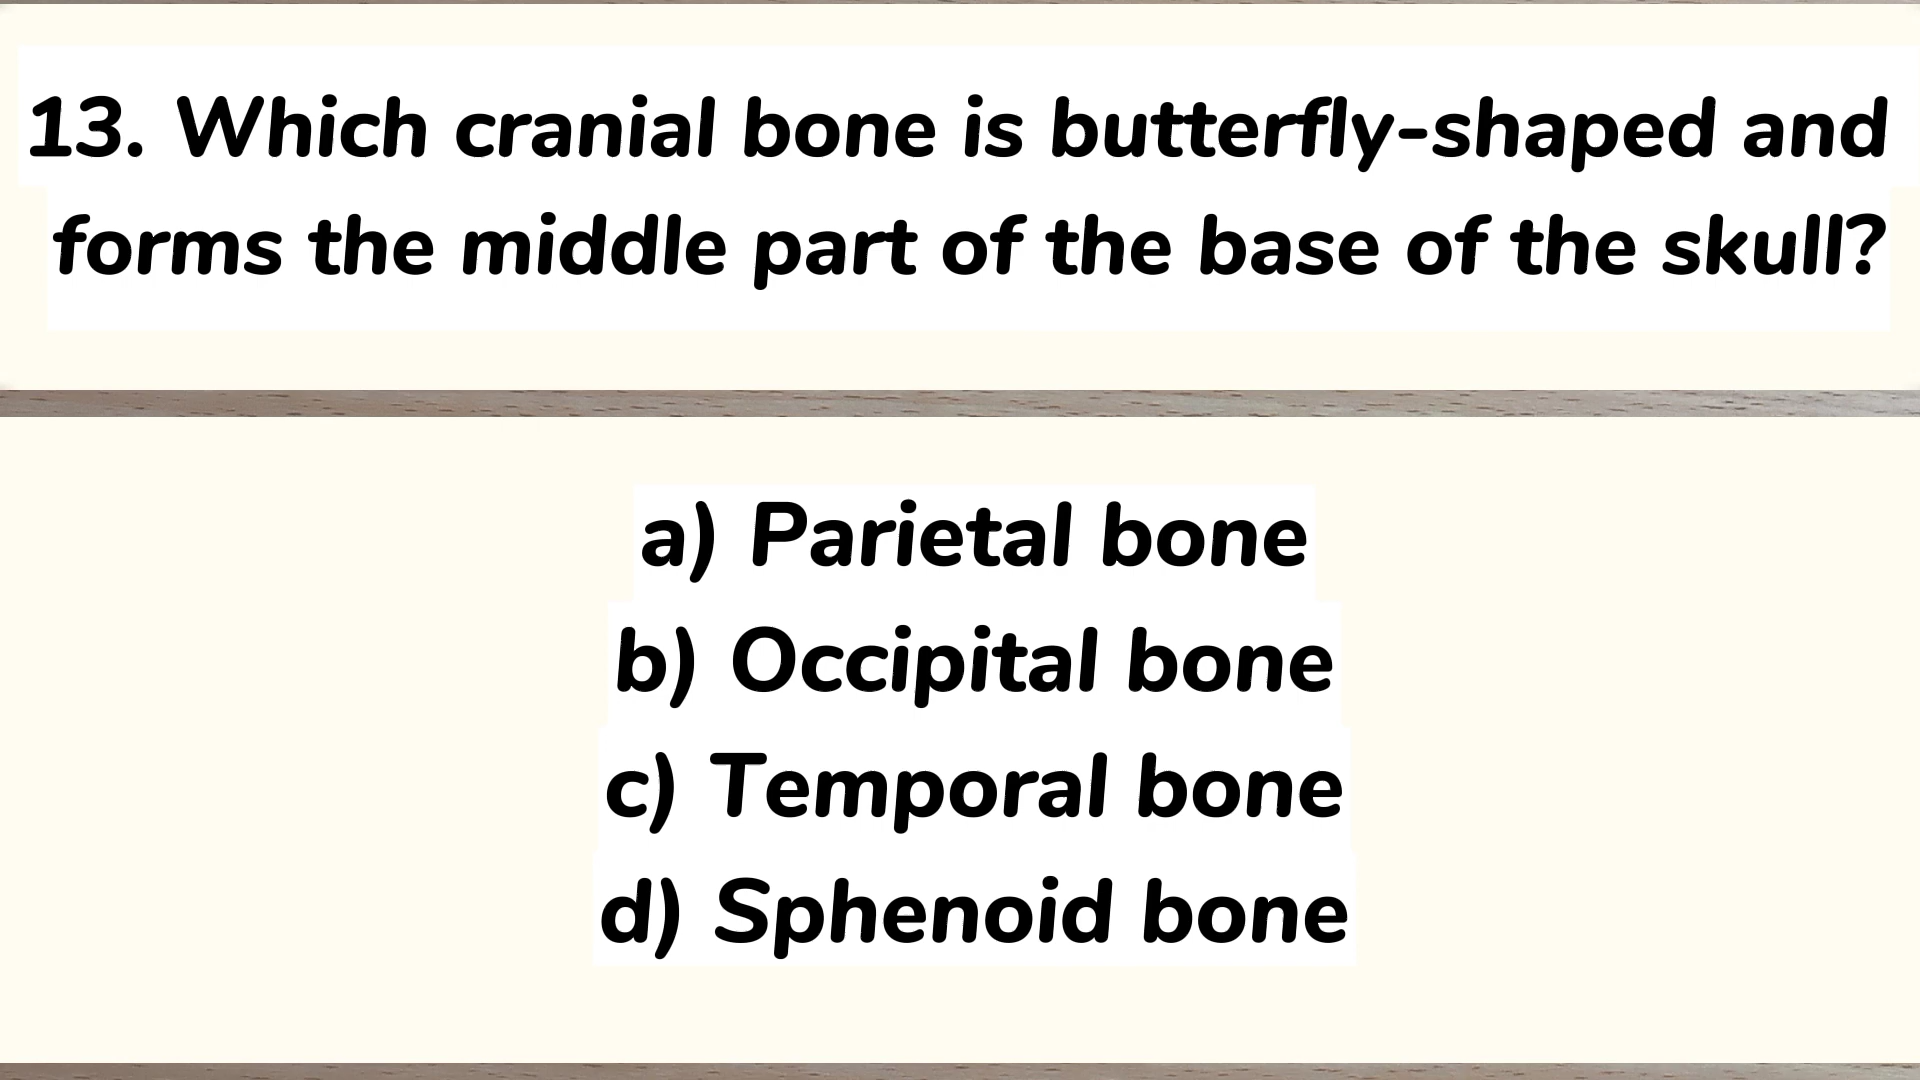 13. Which cranial bone is butterfly-shaped and
forms the middle part of the base of the skull?
a) Parietal bone
b) Occipital bone
c) Temporal bone
d) Sphenoid bone